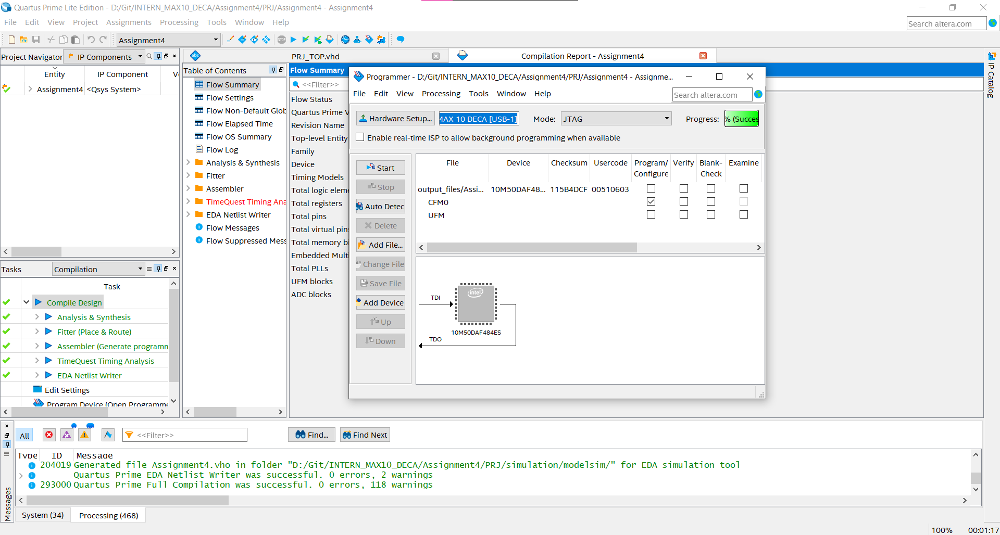 Quartus Prime Lite Edition - D:/Git/INTERN_MAX10_DECA/Assignment4/PRJ/Assignment4 - Assignment4
File Edit View Project Assignments Processing Tools Window Help
Search altera.com
Assignment4
STOP
Project Navigator IP Components
Entity IP Component
Assignment4 <Qsys System>
abc PRJ_TOP.vhd
Compilation Report - Assignment4
IP Catalog
Table of Contents
Flow Summary
Flow Settings
Flow Non-Default Glob
Flow Elapsed Time
Flow OS Summary
Flow Log
Analysis & Synthesis
Fitter
Assembler
TimeQuest Timing Ana
EDA Netlist Writer
Flow Messages
Flow Suppressed Mess
Flow Summary
<<Filter>>
Flow Status
Quartus Prime V
Revision Name
Top-level Entity
Family
Device
Timing Models
Total logic eleme
Total registers
Total pins
Total virtual pin
Total memory bi
Embedded Mult
Total PLLs
UFM blocks
ADC blocks
Programmer - D:/Git/INTERN_MAX10_DECA/Assignment4/PRJ/Assignment4 - Assignme...
File Edit View Processing Tools Window Help
Search altera.com
Hardware Setup... MAX 10 DECA [USB-1] Mode: JTAG Progress: % (Succes
Enable real-time ISP to allow background programming when available
Start
Stop
Auto Detec
Delete
Add File...
Change File
Save File
Add Device
Up
Down
File Device Checksum Usercode Program/ Configure Verify Blank- Check Examine
output_files/Assi... 10M50DAF48... 115B4DCF 00510603
CFM0
UFM
TDI
intel
10M50DAF484ES
TDO
Tasks Compilation
Task
Compile Design
Analysis & Synthesis
Fitter (Place & Route)
Assembler (Generate programm
TimeQuest Timing Analysis
EDA Netlist Writer
Edit Settings
Program Device (Open Programme
All <<Filter>> Find... Find Next
Type ID Message
204019 Generated file Assignment4.vho in folder "D:/Git/INTERN_MAX10_DECA/Assignment4/PRJ/simulation/modelsim/" for EDA simulation tool
Quartus Prime EDA Netlist Writer was successful. 0 errors, 2 warnings
293000 Quartus Prime Full Compilation was successful. 0 errors, 118 warnings
Messages
System (34) Processing (468)
100% 00:01:17